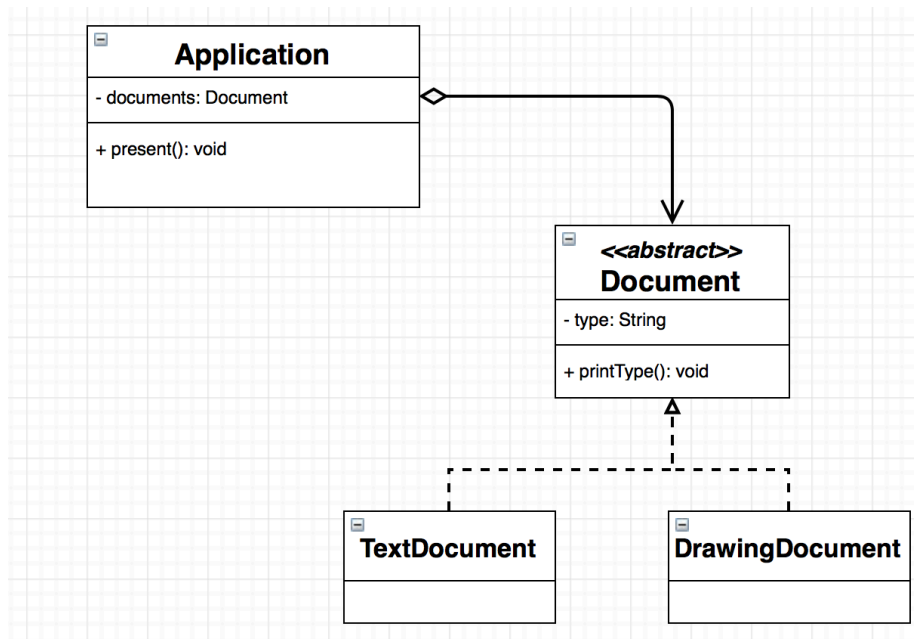 Application
- documents: Document
+ present(): void
<<abstract>>
Document
- type: String
+ printType(): void
TextDocument
DrawingDocument